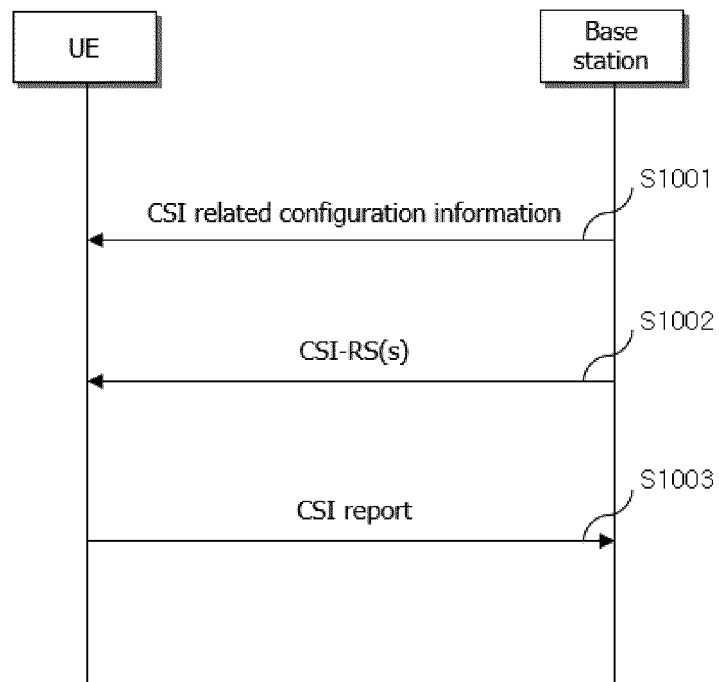 UE
Base
station
S1001
CSI related configuration information
S1002
CSI-RS(s)
S1003
CSI report